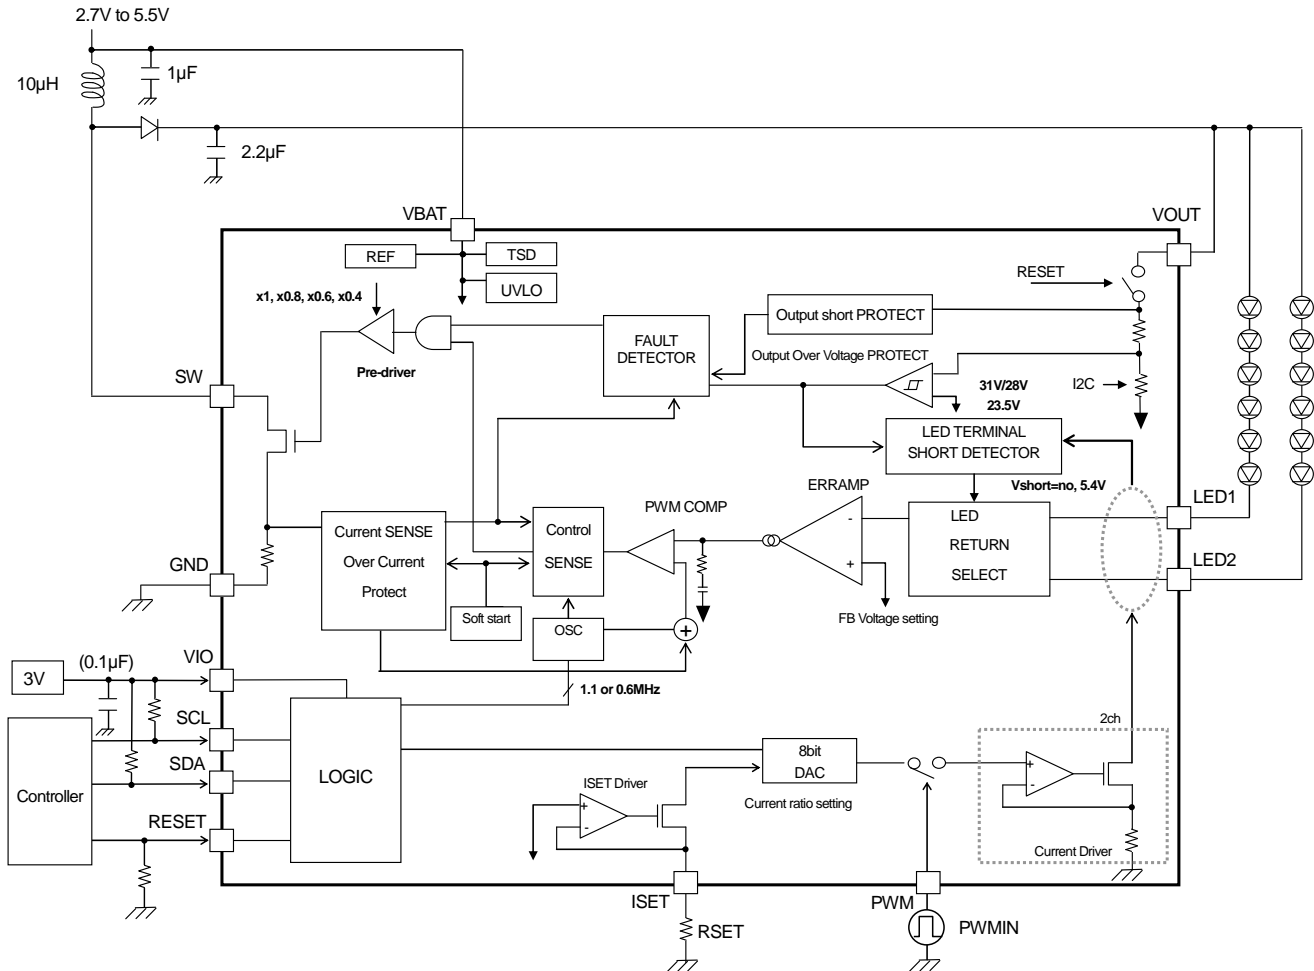 2.7V to 5.5V
10µH
1µF
2.2µF
VBAT
VOUT
REF
TSD
UVLO
RESET
x1, x0.8, x0.6, x0.4
Output short PROTECT
FAULT
DETECTOR
Output Over Voltage PROTECT
Pre-driver
SW
31V/28V
23.5V
I2C
LED TERMINAL
SHORT DETECTOR
Vshort=no, 5.4V
ERRAMP
PWM COMP
LED1
LED
RETURN
SELECT
-
+
Current SENSE
Over Current
Protect
Control
SENSE
GND
LED2
FB Voltage setting
Soft start
OSC
+
VIO
(0.1µF)
3V
1.1 or 0.6MHz
SCL
2ch
SDA
LOGIC
8bit
DAC
Controller
ISET Driver
Current ratio setting
+
-
+
-
RESET
Current Driver
ISET
PWM
RSET
PWMIN